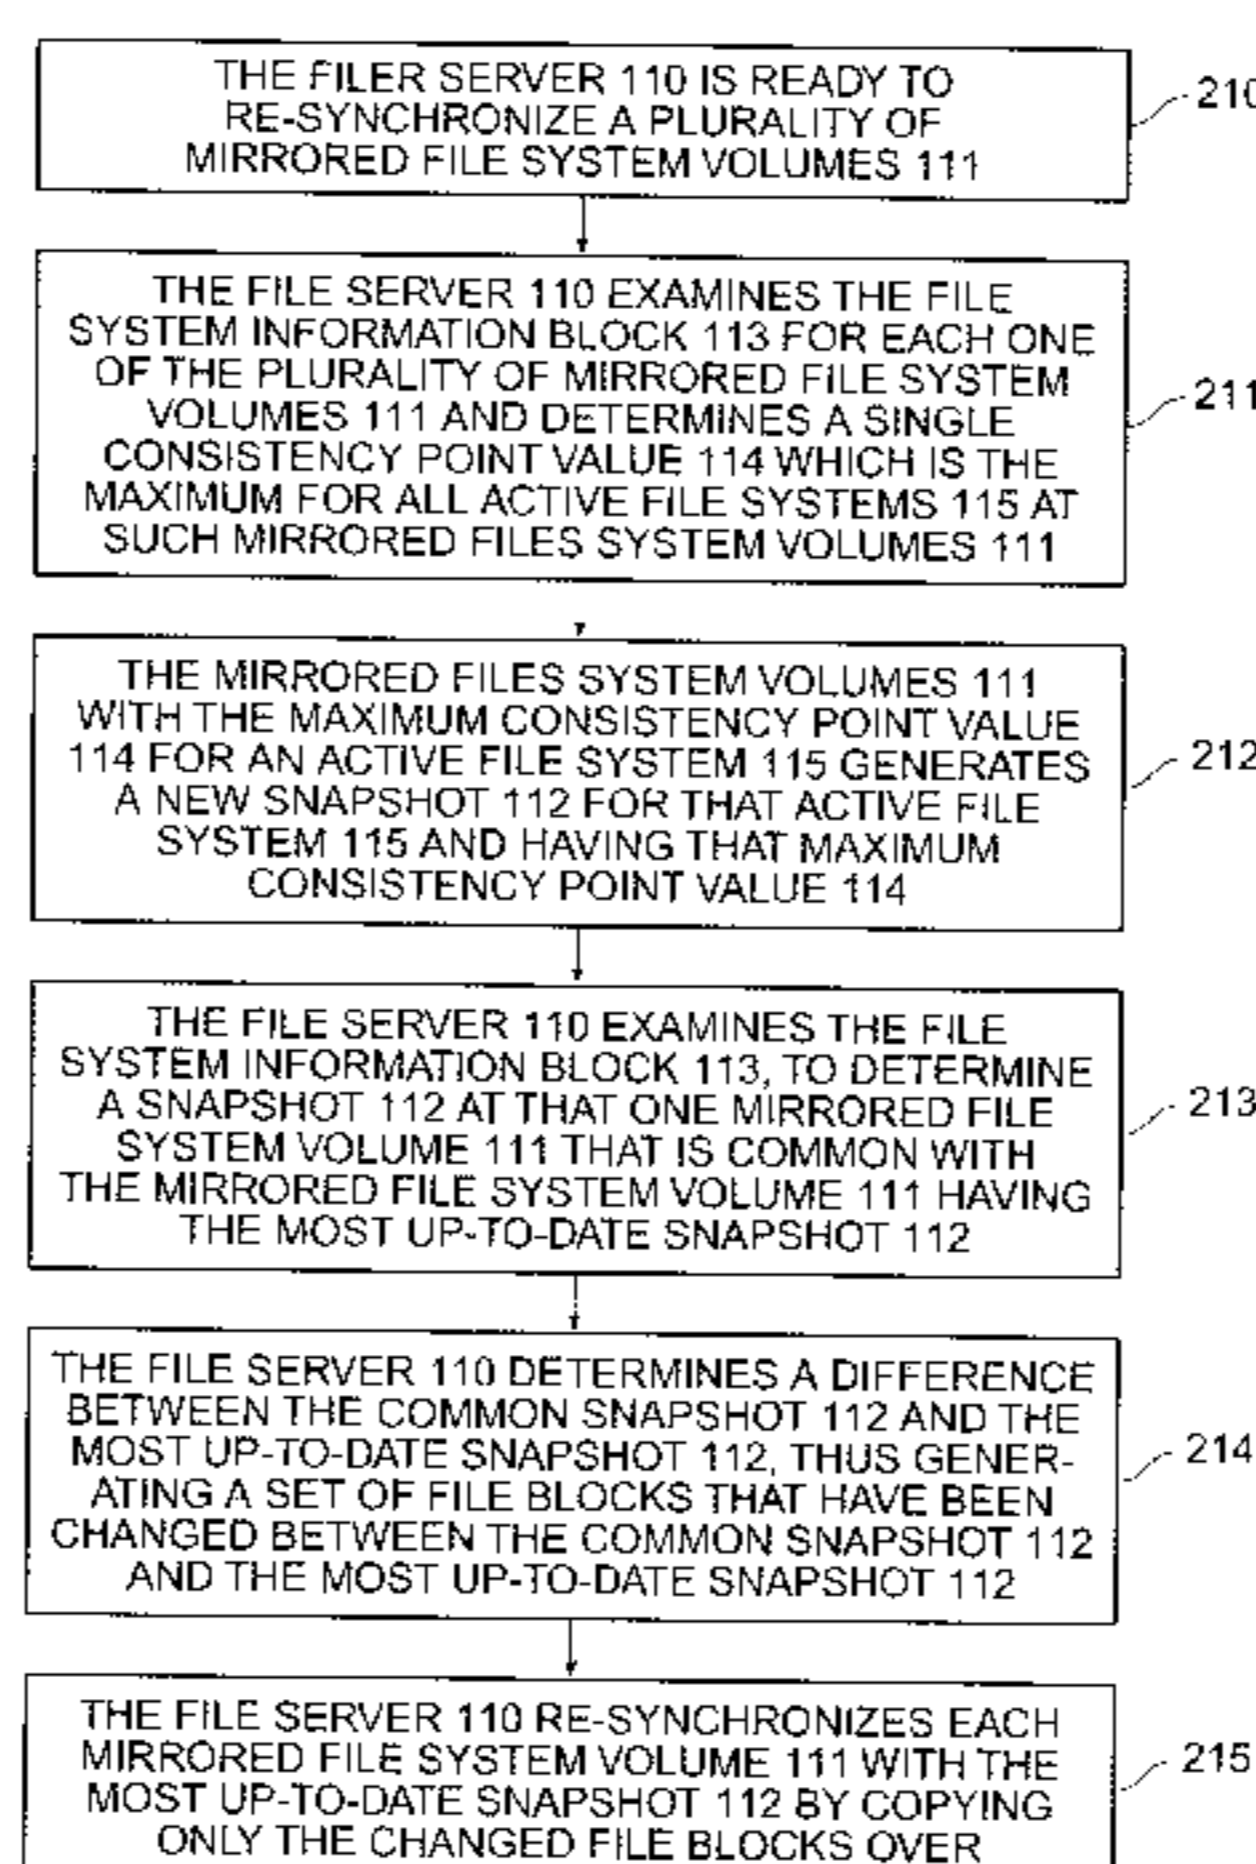 THE FILER SERVER 110 IS READY TO
RE-SYNCHRONIZE A PLURALITY OF
MIRRORED FILE SYSTEM VOLUMES 111
210
THE FILE SERVER 110 EXAMINES THE FILE
SYSTEM INFORMATION BLOCK 113 FOR EACH ONE
OF THE PLURALITY OF MIRRORED FILE SYSTEM
VOLUMES 111 AND DETERMINES A SINGLE
CONSISTENCY POINT VALUE 114 WHICH IS THE
MAXIMUM FOR ALL ACTIVE FILE SYSTEMS 115 AT
SUCH MIRRORED FILES SYSTEM VOLUMES 111
211
THE MIRRORED FILES SYSTEM VOLUMES 111
WITH THE MAXIMUM CONSISTENCY POINT VALUE
114 FOR AN ACTIVE FILE SYSTEM 115 GENERATES
A NEW SNAPSHOT 112 FOR THAT ACTIVE FILE
SYSTEM 115 AND HAVING THAT MAXIMUM
CONSISTENCY POINT VALUE 114
212
THE FILE SERVER 110 EXAMINES THE FILE
SYSTEM INFORMATION BLOCK 113, TO DETERMINE
A SNAPSHOT 112 AT THAT ONE MIRRORED FILE
SYSTEM VOLUME 111 THAT IS COMMON WITH
THE MIRRORED FILE SYSTEM VOLUME 111 HAVING
THE MOST UP-TO-DATE SNAPSHOT 112
213
THE FILE SERVER 110 DETERMINES A DIFFERENCE
BETWEEN THE COMMON SNAPSHOT 112 AND THE
MOST UP-TO-DATE SNAPSHOT 112, THUS GENER-
ATING A SET OF FILE BLOCKS THAT HAVE BEEN
CHANGED BETWEEN THE COMMON SNAPSHOT 112
AND THE MOST UP-TO-DATE SNAPSHOT 112
214
THE FILE SERVER 110 RE-SYNCHRONIZES EACH
MIRRORED FILE SYSTEM VOLUME 111 WITH THE
MOST UP-TO-DATE SNAPSHOT 112 BY COPYING
ONLY THE CHANGED FILE BLOCKS OVER
215